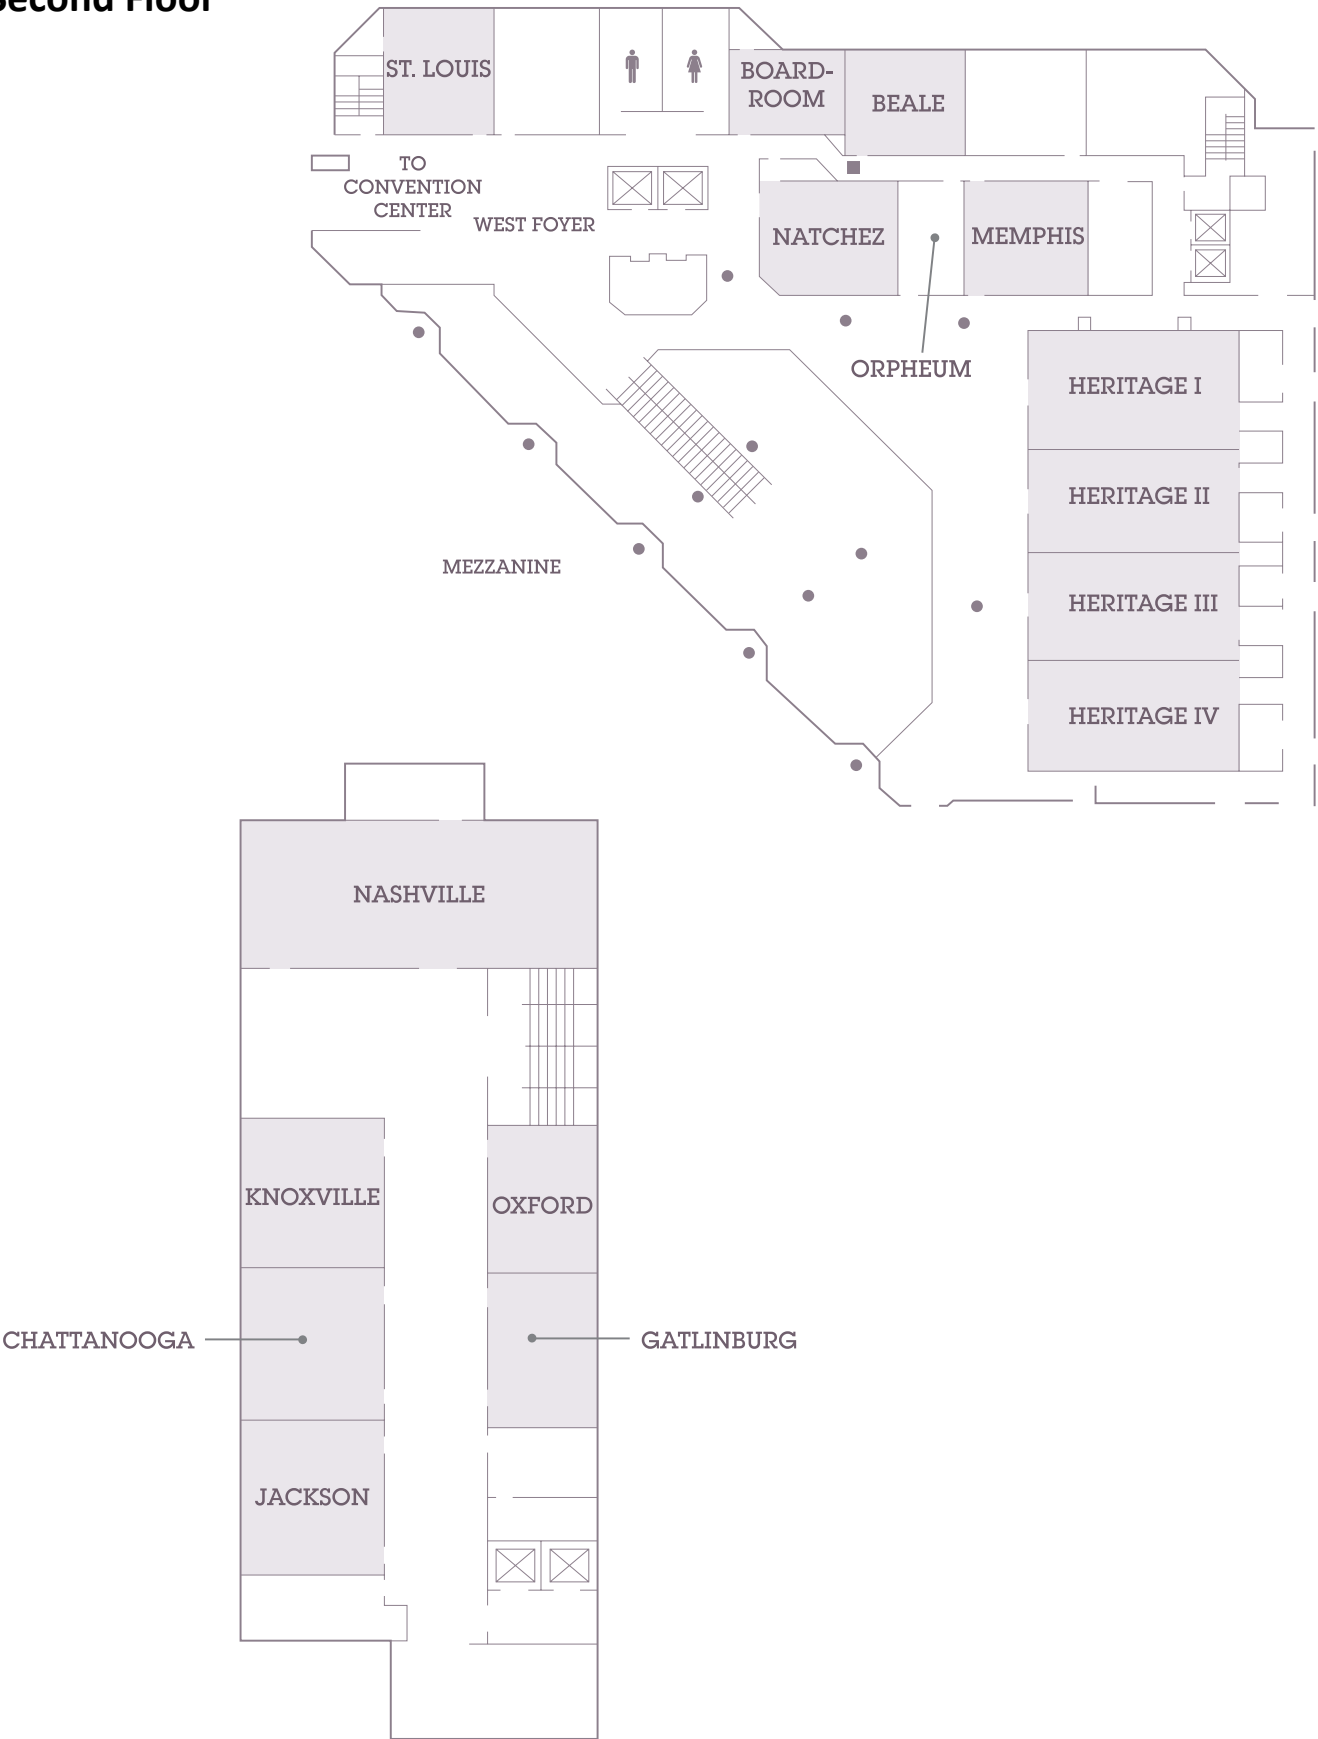 Second Floor
ST. LOUIS
BOARD-
ROOM
BEALE
TO
CONVENTION
CENTER
WEST FOYER
NATCHEZ
MEMPHIS
ORPHEUM
HERITAGE I
HERITAGE II
HERITAGE III
HERITAGE IV
MEZZANINE
NASHVILLE
KNOXVILLE
OXFORD
CHATTANOOGA
GATLINBURG
JACKSON